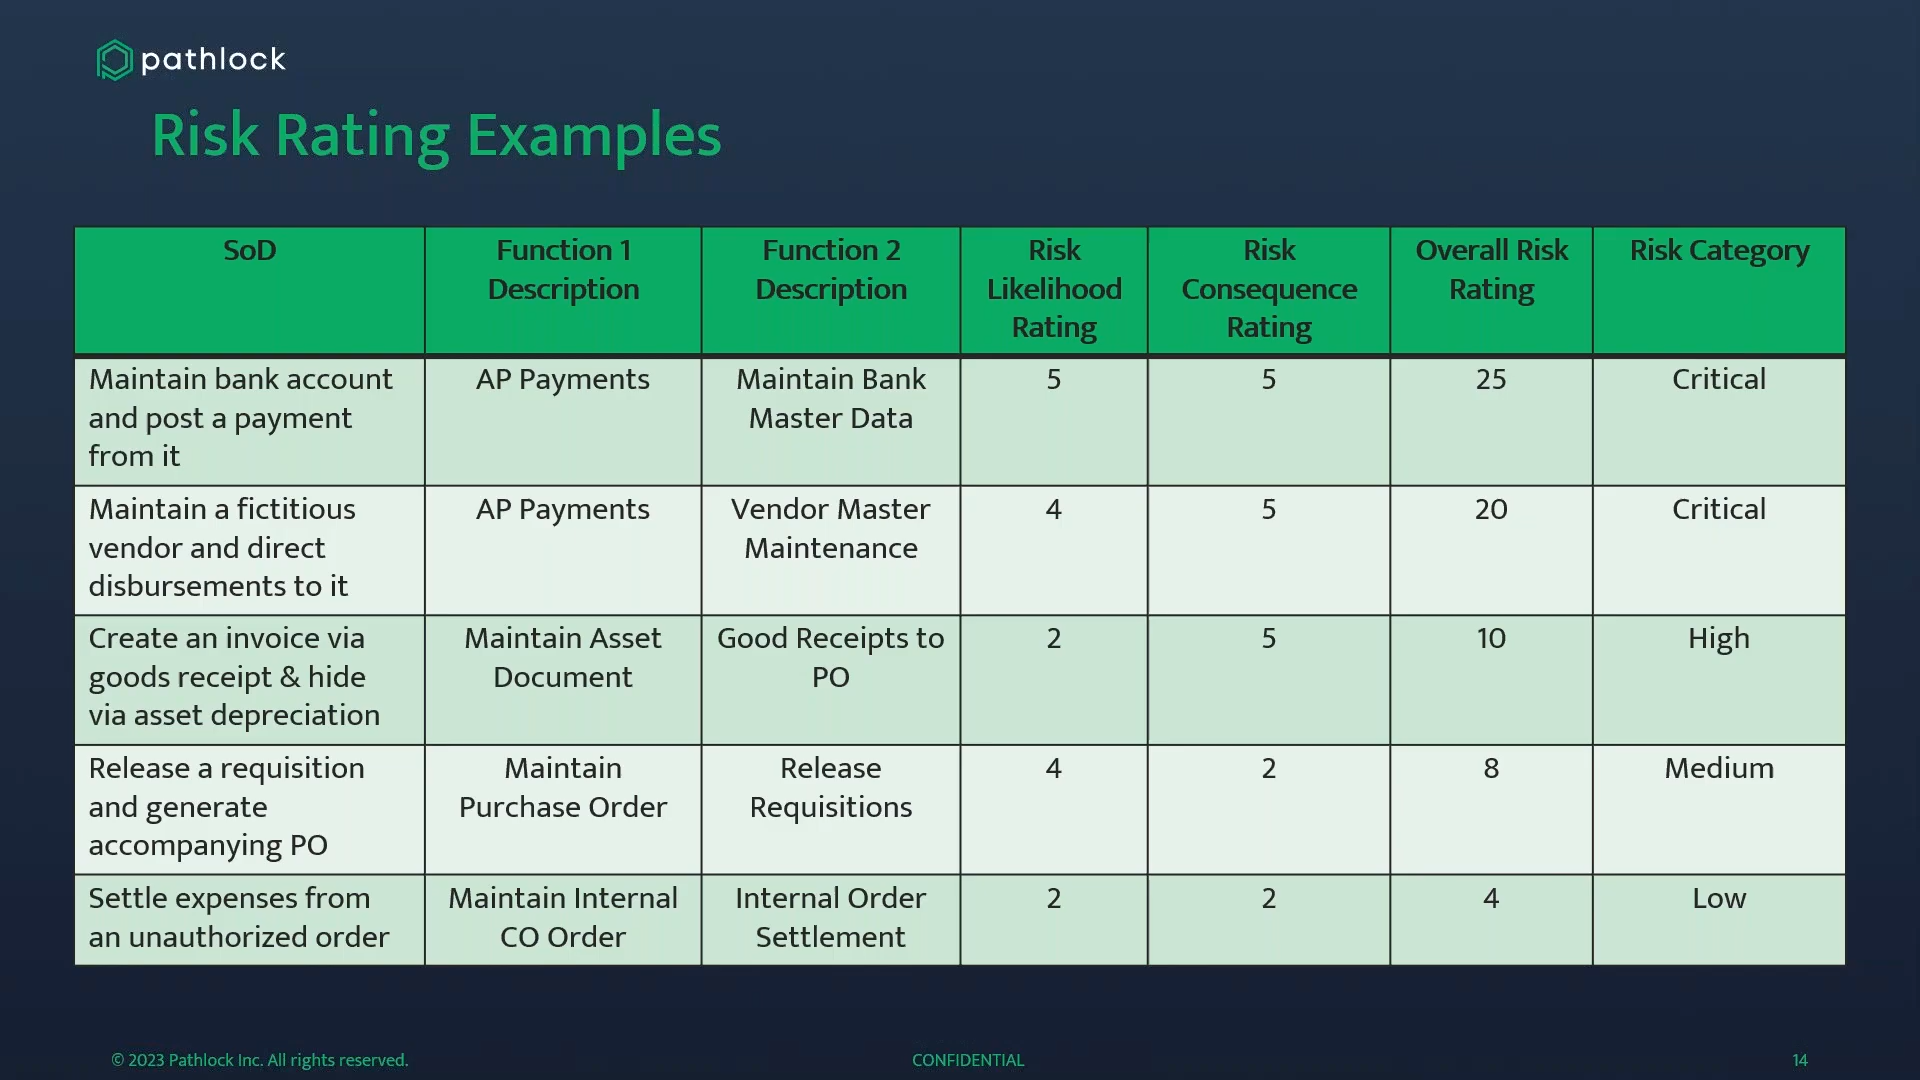 pathlock
Risk Rating Examples
SoD
Function 1
Description
Function 2
Description
Risk
Likelihood
Rating
Risk
Consequence
Rating
Overall Risk
Rating
Risk Category
Maintain bank account
and post a payment
from it
AP Payments
Maintain Bank
Master Data
5
5
25
Critical
Maintain a fictitious
vendor and direct
disbursements to it
AP Payments
Vendor Master
Maintenance
4
5
20
Critical
Create an invoice via
goods receipt & hide
via asset depreciation
Maintain Asset
Document
Good Receipts to
PO
2
5
10
High
Release a requisition
and generate
accompanying PO
Maintain
Purchase Order
Release
Requisitions
4
2
8
Medium
Settle expenses from
an unauthorized order
Maintain Internal
CO Order
Internal Order
Settlement
2
2
4
Low
© 2023 Pathlock Inc. All rights reserved.
CONFIDENTIAL
14